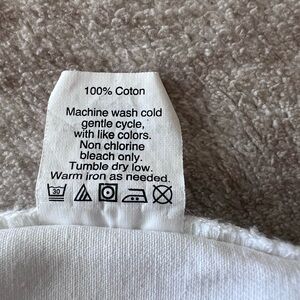 100% Coton
Machine wash cold
gentle cycle,
with like colors.
Non chlorine
bleach only.
Tumble dry low.
Warm iron as needed.
30